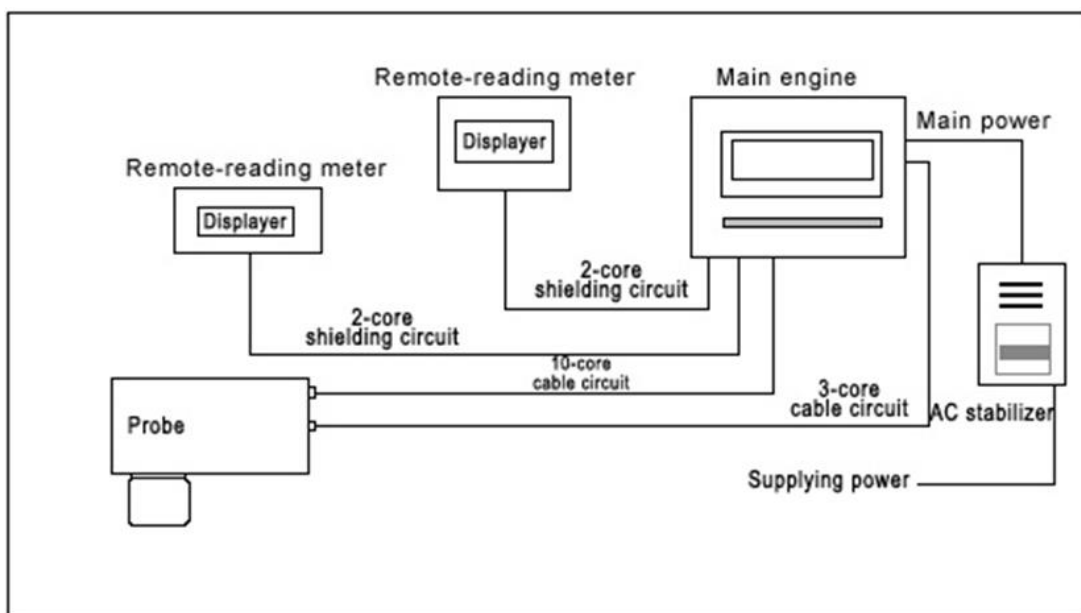 Remote-reading meter
Main engine
Displayer
Main power
Remote-reading meter
Displayer
2-core
shielding circuit
2-core
shielding circuit
10-core
cable circuit
3-core
cable circuit
AC stabilizer
Probe
Supplying power